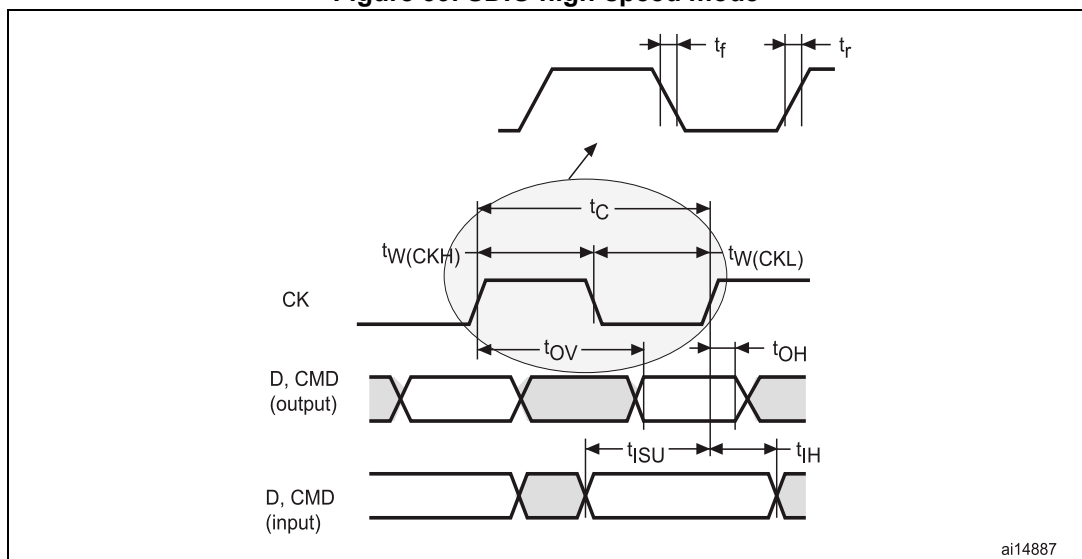 Figure SDIO high-speed mode
tf
tr
tC
tW(CKH)
tW(CKL)
CK
tOV
tOH
D, CMD
(output)
tISU
tIH
D, CMD
(input)
ai14887